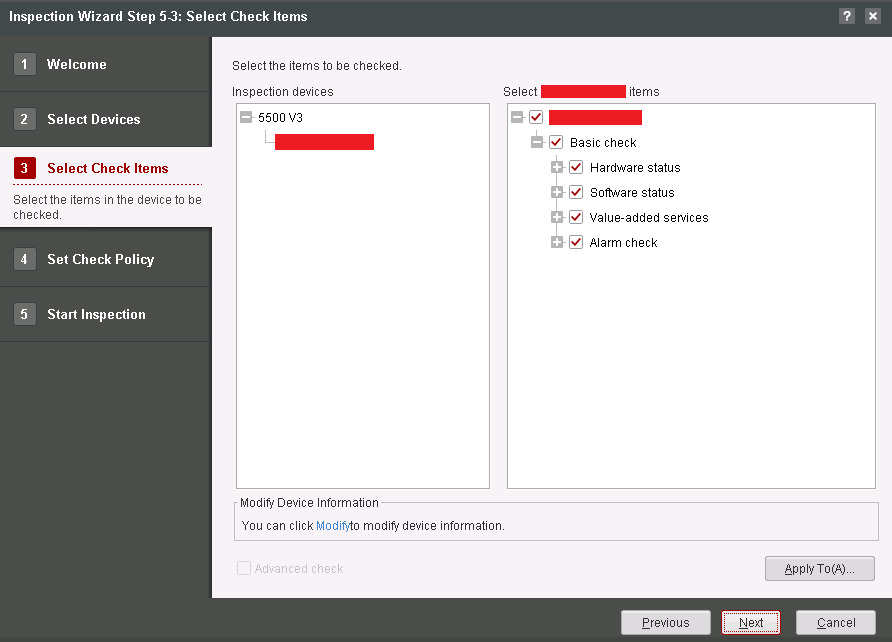 Inspection Wizard Step 5-3: Select Check Items
? ×
1 Welcome
2 Select Devices
3 Select Check Items
Select the items in the device to be
checked.
4 Set Check Policy
5 Start Inspection
Select the items to be checked.
Inspection devices
5500 V3
Select items
Basic check
Hardware status
Software status
Value-added services
Alarm check
Modify Device Information
You can click Modifyto modify device information.
Advanced check
Apply To(A)...
Previous Next Cancel